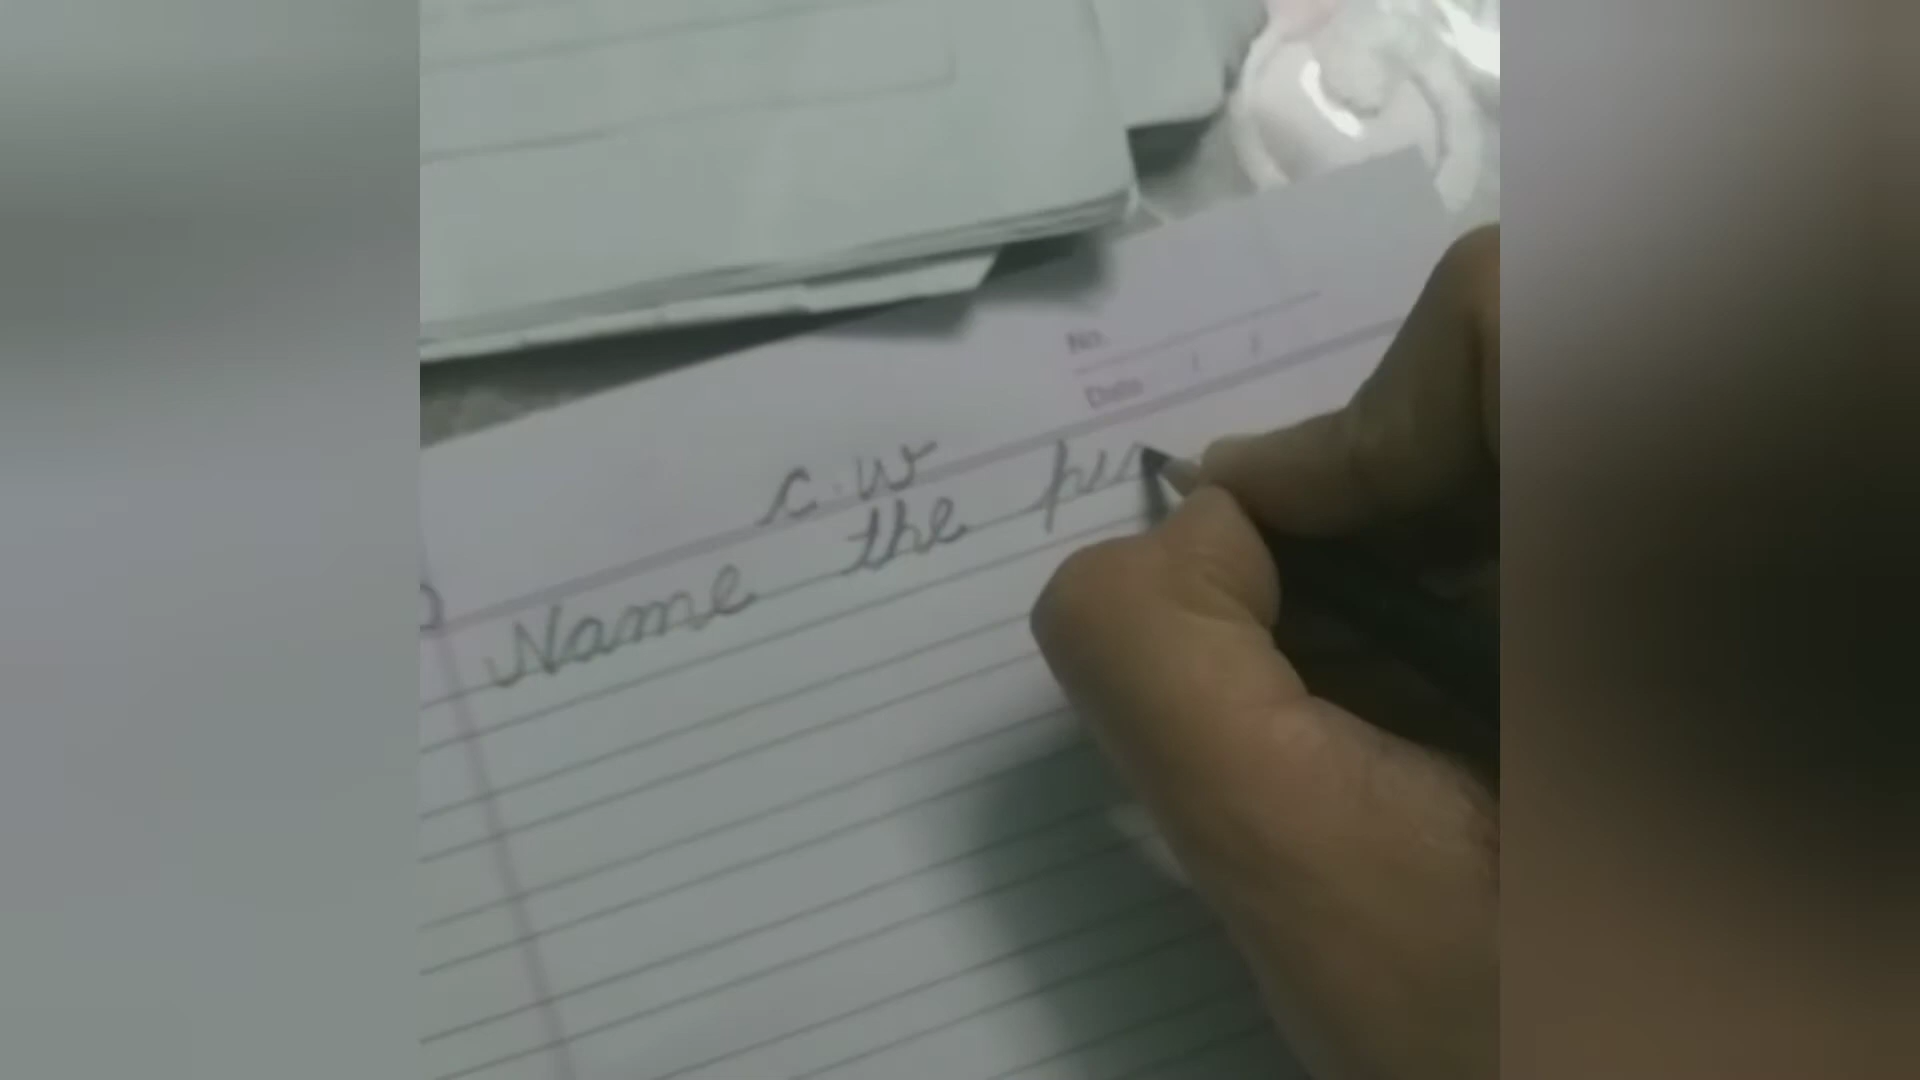 No.
Date / /
C.W
Name the